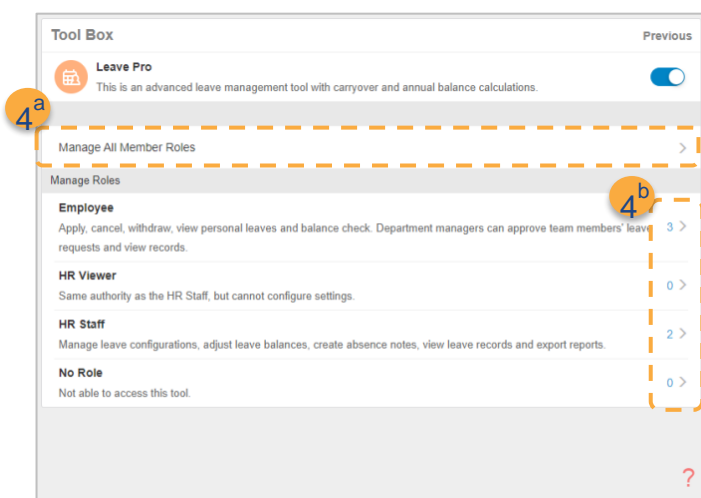 Tool Box
Previous
Leave Pro
This is an advanced leave management tool with carryover and annual balance calculations.
4a
Manage All Member Roles
Manage Roles
4b
Employee
Apply, cancel, withdraw, view personal leaves and balance check. Department managers can approve team members' leave
requests and view records.
3
HR Viewer
Same authority as the HR Staff, but cannot configure settings.
0
HR Staff
Manage leave configurations, adjust leave balances, create absence notes, view leave records and export reports.
2
No Role
Not able to access this tool.
0
?